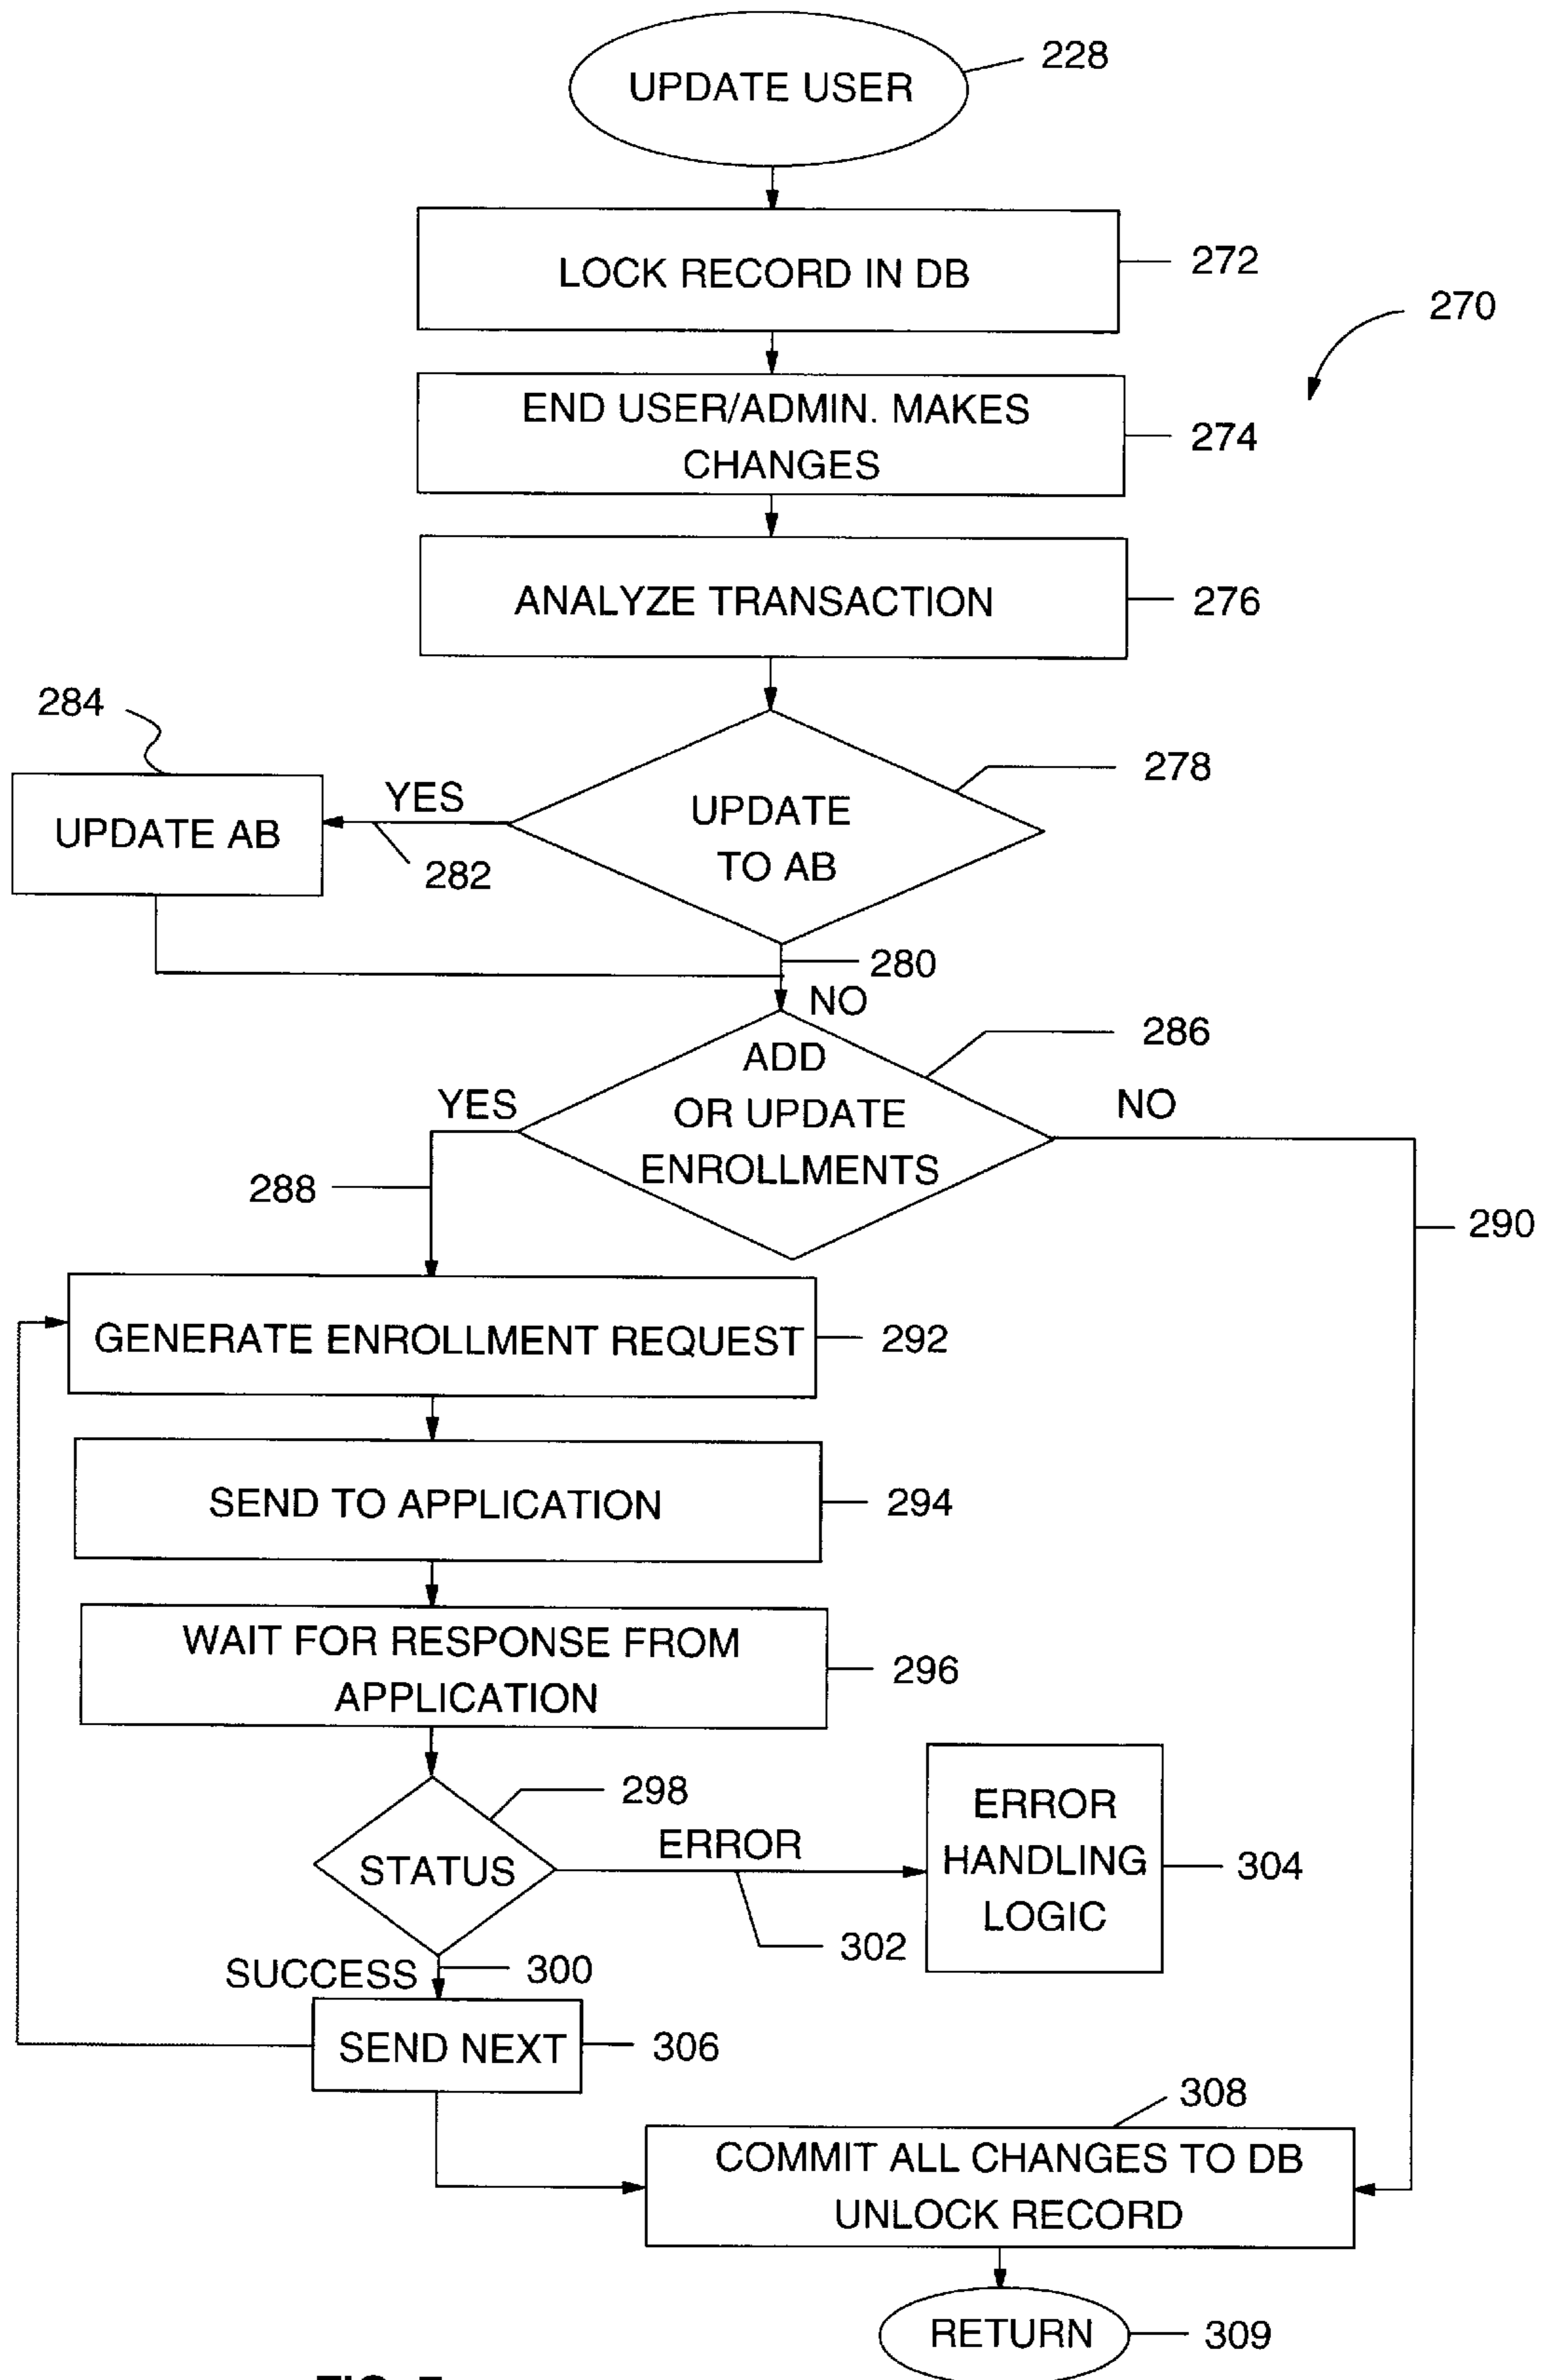 UPDATE USER
228
LOCK RECORD IN DB
272
270
END USER/ADMIN. MAKES
CHANGES
274
ANALYZE TRANSACTION
276
284
278
YES
UPDATE
TO AB
UPDATE AB
282
280
NO
286
ADD
OR UPDATE
ENROLLMENTS
YES
NO
288
290
GENERATE ENROLLMENT REQUEST
292
SEND TO APPLICATION
294
WAIT FOR RESPONSE FROM
APPLICATION
296
298
STATUS
ERROR
ERROR
HANDLING
LOGIC
304
302
SUCCESS
300
SEND NEXT
306
308
COMMIT ALL CHANGES TO DB
UNLOCK RECORD
RETURN
309